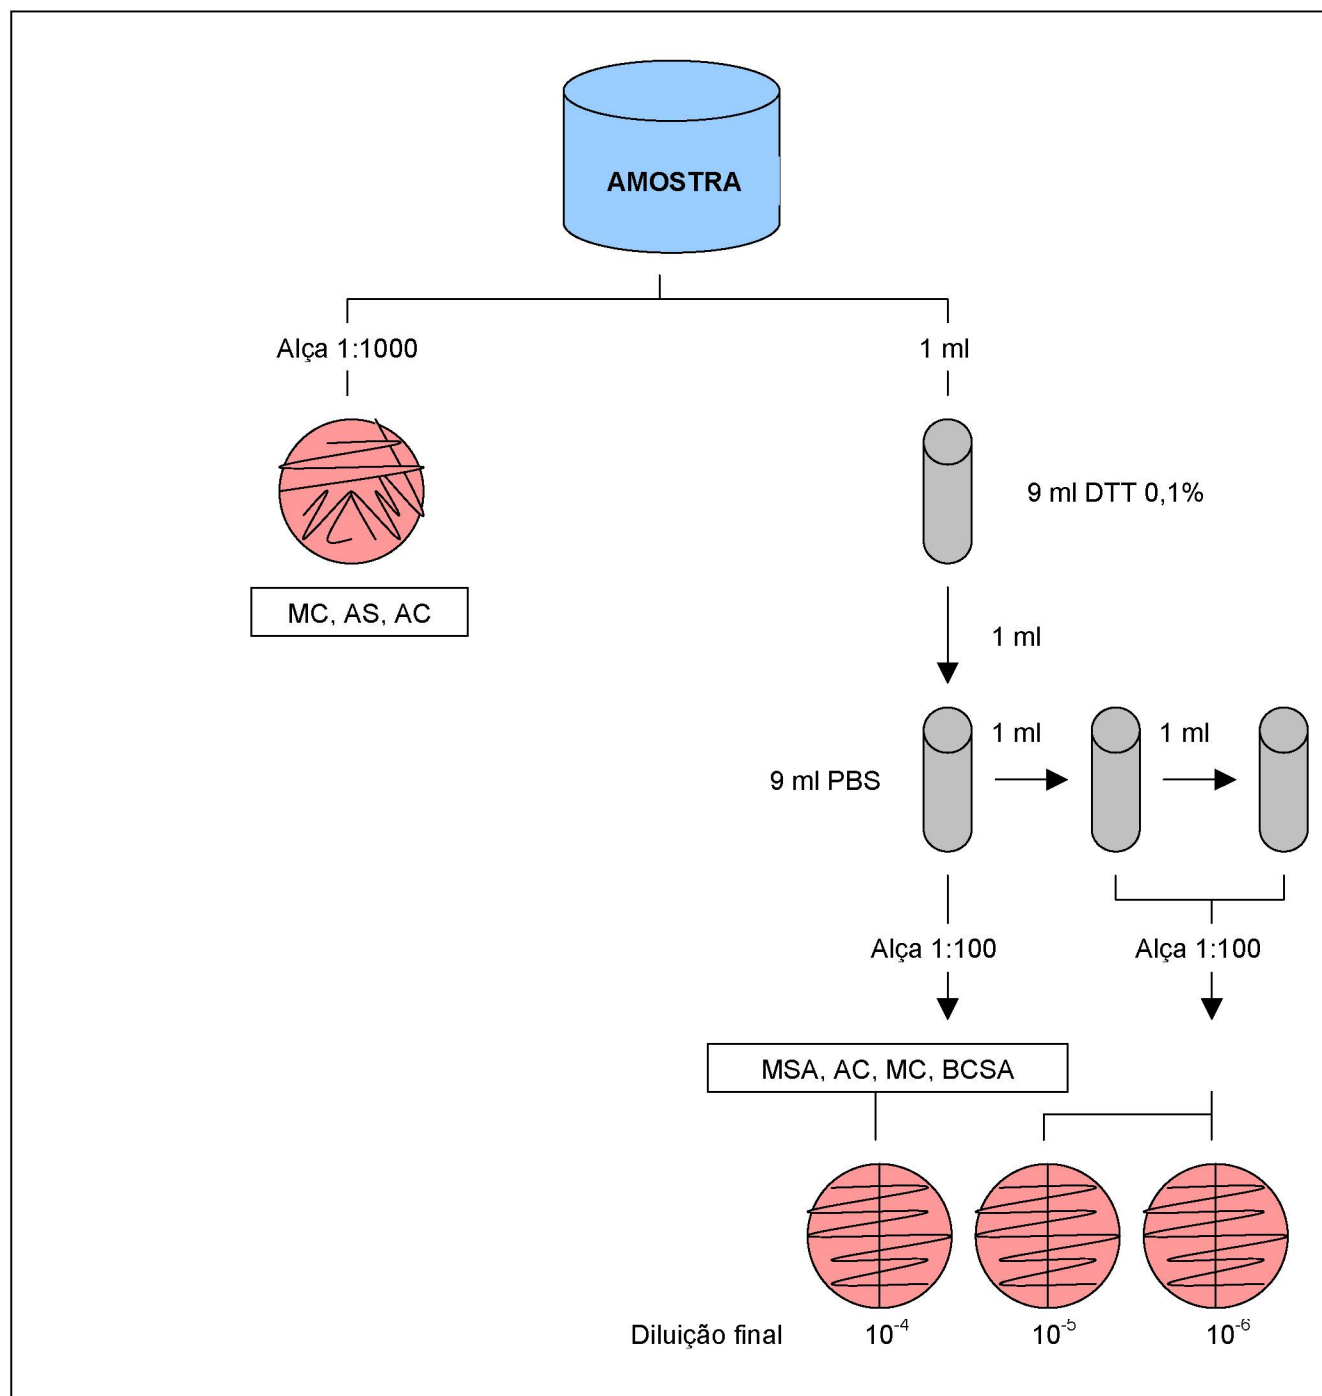 AMOSTRA
Alça 1:1000
1 ml
9 ml DTT 0,1%
MC, AS, AC
1 ml
1 ml
1 ml
9 ml PBS
Alça 1:100
Alça 1:100
MSA, AC, MC, BCSA
Diluição final
10⁻⁴
10⁻⁵
10⁻⁶